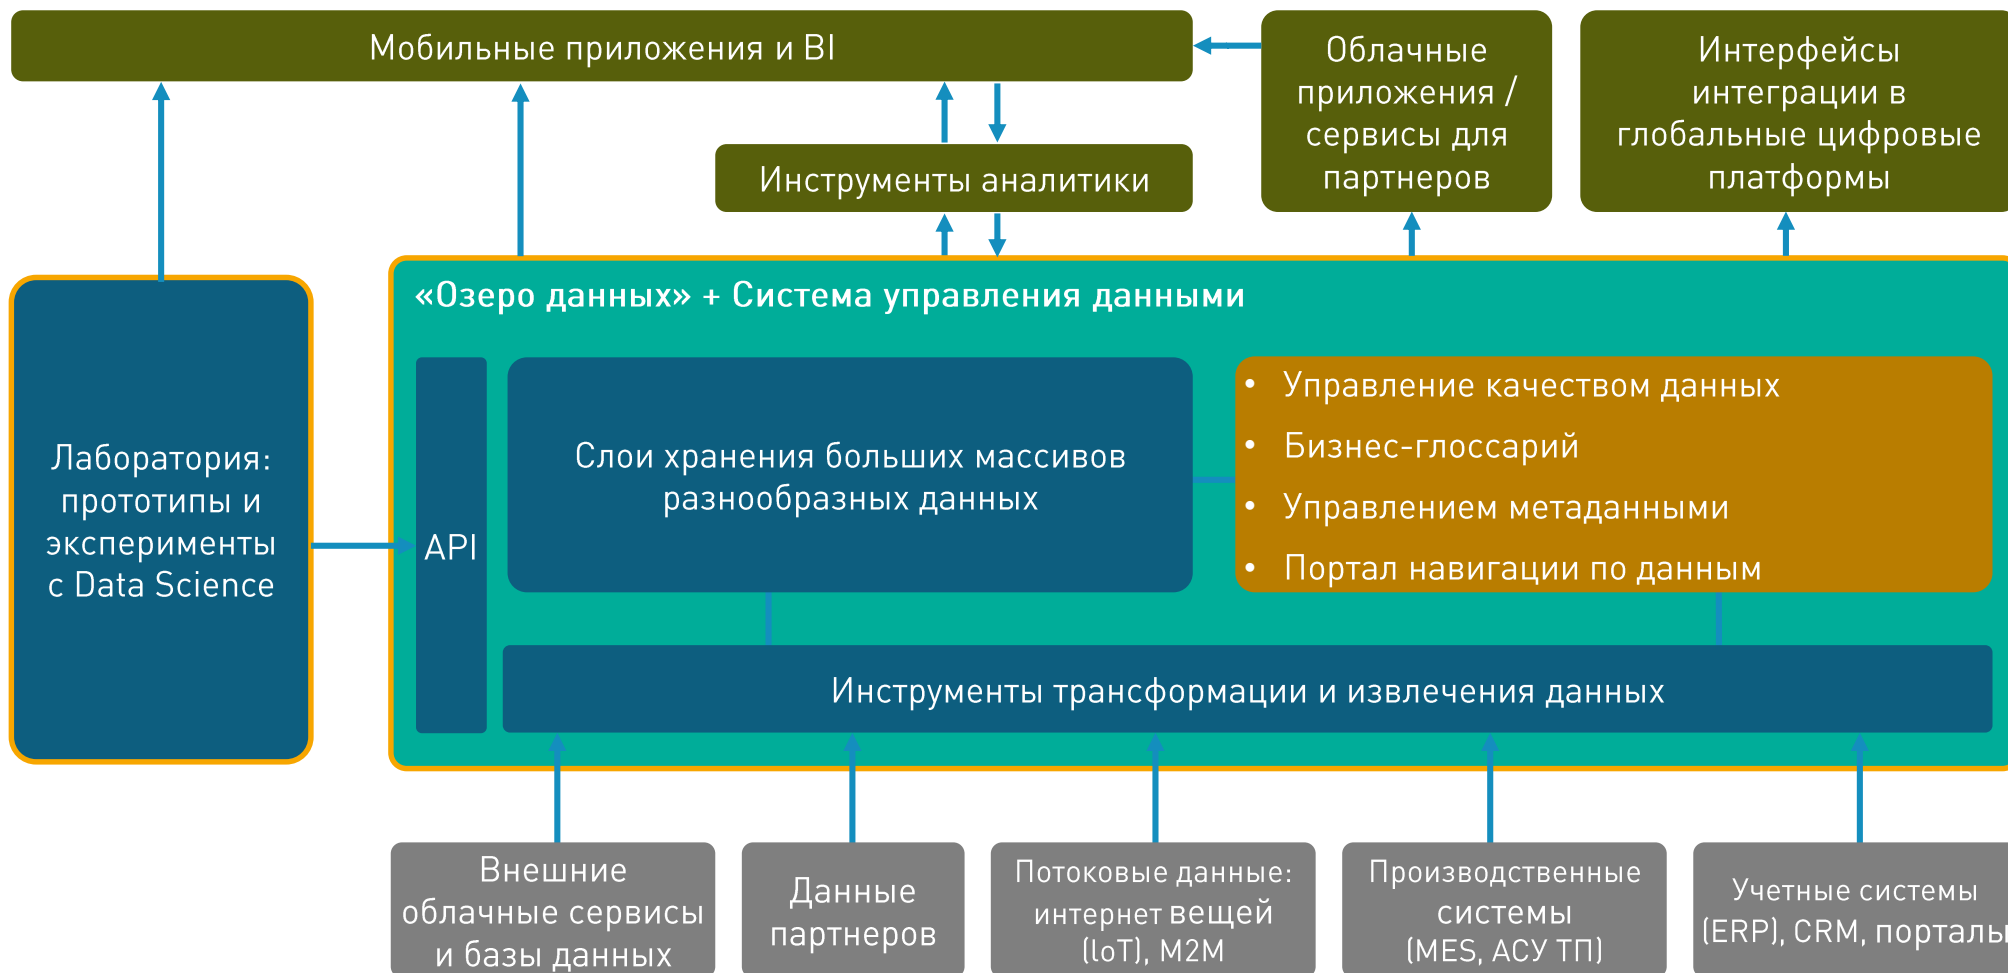 Мобильные приложения и BI
Облачные
приложения /
сервисы для
партнеров
Интерфейсы
интеграции в
глобальные цифровые
платформы
Инструменты аналитики
«Озеро данных» + Система управления данными
Лаборатория:
прототипы и
эксперименты
с Data Science
API
Слои хранения больших массивов
разнообразных данных
• Управление качеством данных
• Бизнес-глоссарий
• Управлением метаданными
• Портал навигации по данным
Инструменты трансформации и извлечения данных
Внешние
облачные сервисы
и базы данных
Данные
партнеров
Потоковые данные:
интернет вещей
(IoT), M2M
Производственные
системы
(MES, АСУ ТП)
Учетные системы
(ERP), CRM, порталы